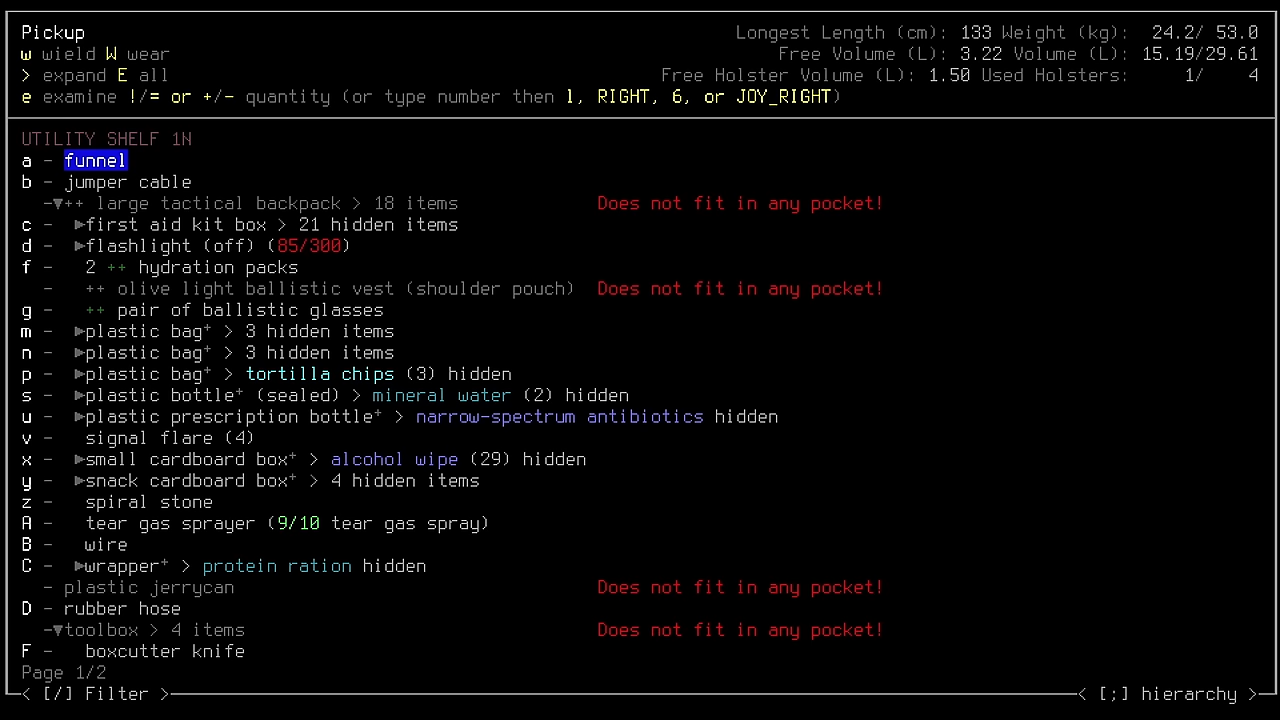 Pickup Longest Length (cm): 133 Weight (kg): 24.2/ 53.0
w wield W wear Free Volume (L): 3.22 Volume (L): 15.19/29.61
> expand E all Free Holster Volume (L): 1.50 Used Holsters: 1/ 4
e examine !/= or +/- quantity (or type number then l, RIGHT, 6, or JOY_RIGHT)
UTILITY SHELF 1N
a - funnel
b - jumper cable
-▼++ large tactical backpack > 18 items Does not fit in any pocket!
c - ▶first aid kit box > 21 hidden items
d - ▶flashlight (off) (85/300)
f - 2 ++ hydration packs
- ++ olive light ballistic vest (shoulder pouch) Does not fit in any pocket!
g - ++ pair of ballistic glasses
m - ▶plastic bag⁺ > 3 hidden items
n - ▶plastic bag⁺ > 3 hidden items
p - ▶plastic bag⁺ > tortilla chips (3) hidden
s - ▶plastic bottle⁺ (sealed) > mineral water (2) hidden
u - ▶plastic prescription bottle⁺ > narrow-spectrum antibiotics hidden
v - signal flare (4)
x - ▶small cardboard box⁺ > alcohol wipe (29) hidden
y - ▶snack cardboard box⁺ > 4 hidden items
z - spiral stone
A - tear gas sprayer (9/10 tear gas spray)
B - wire
C - ▶wrapper⁺ > protein ration hidden
- plastic jerrycan Does not fit in any pocket!
D - rubber hose
-▼toolbox > 4 items Does not fit in any pocket!
F - boxcutter knife
Page 1/2
< [/] Filter > < [;] hierarchy >